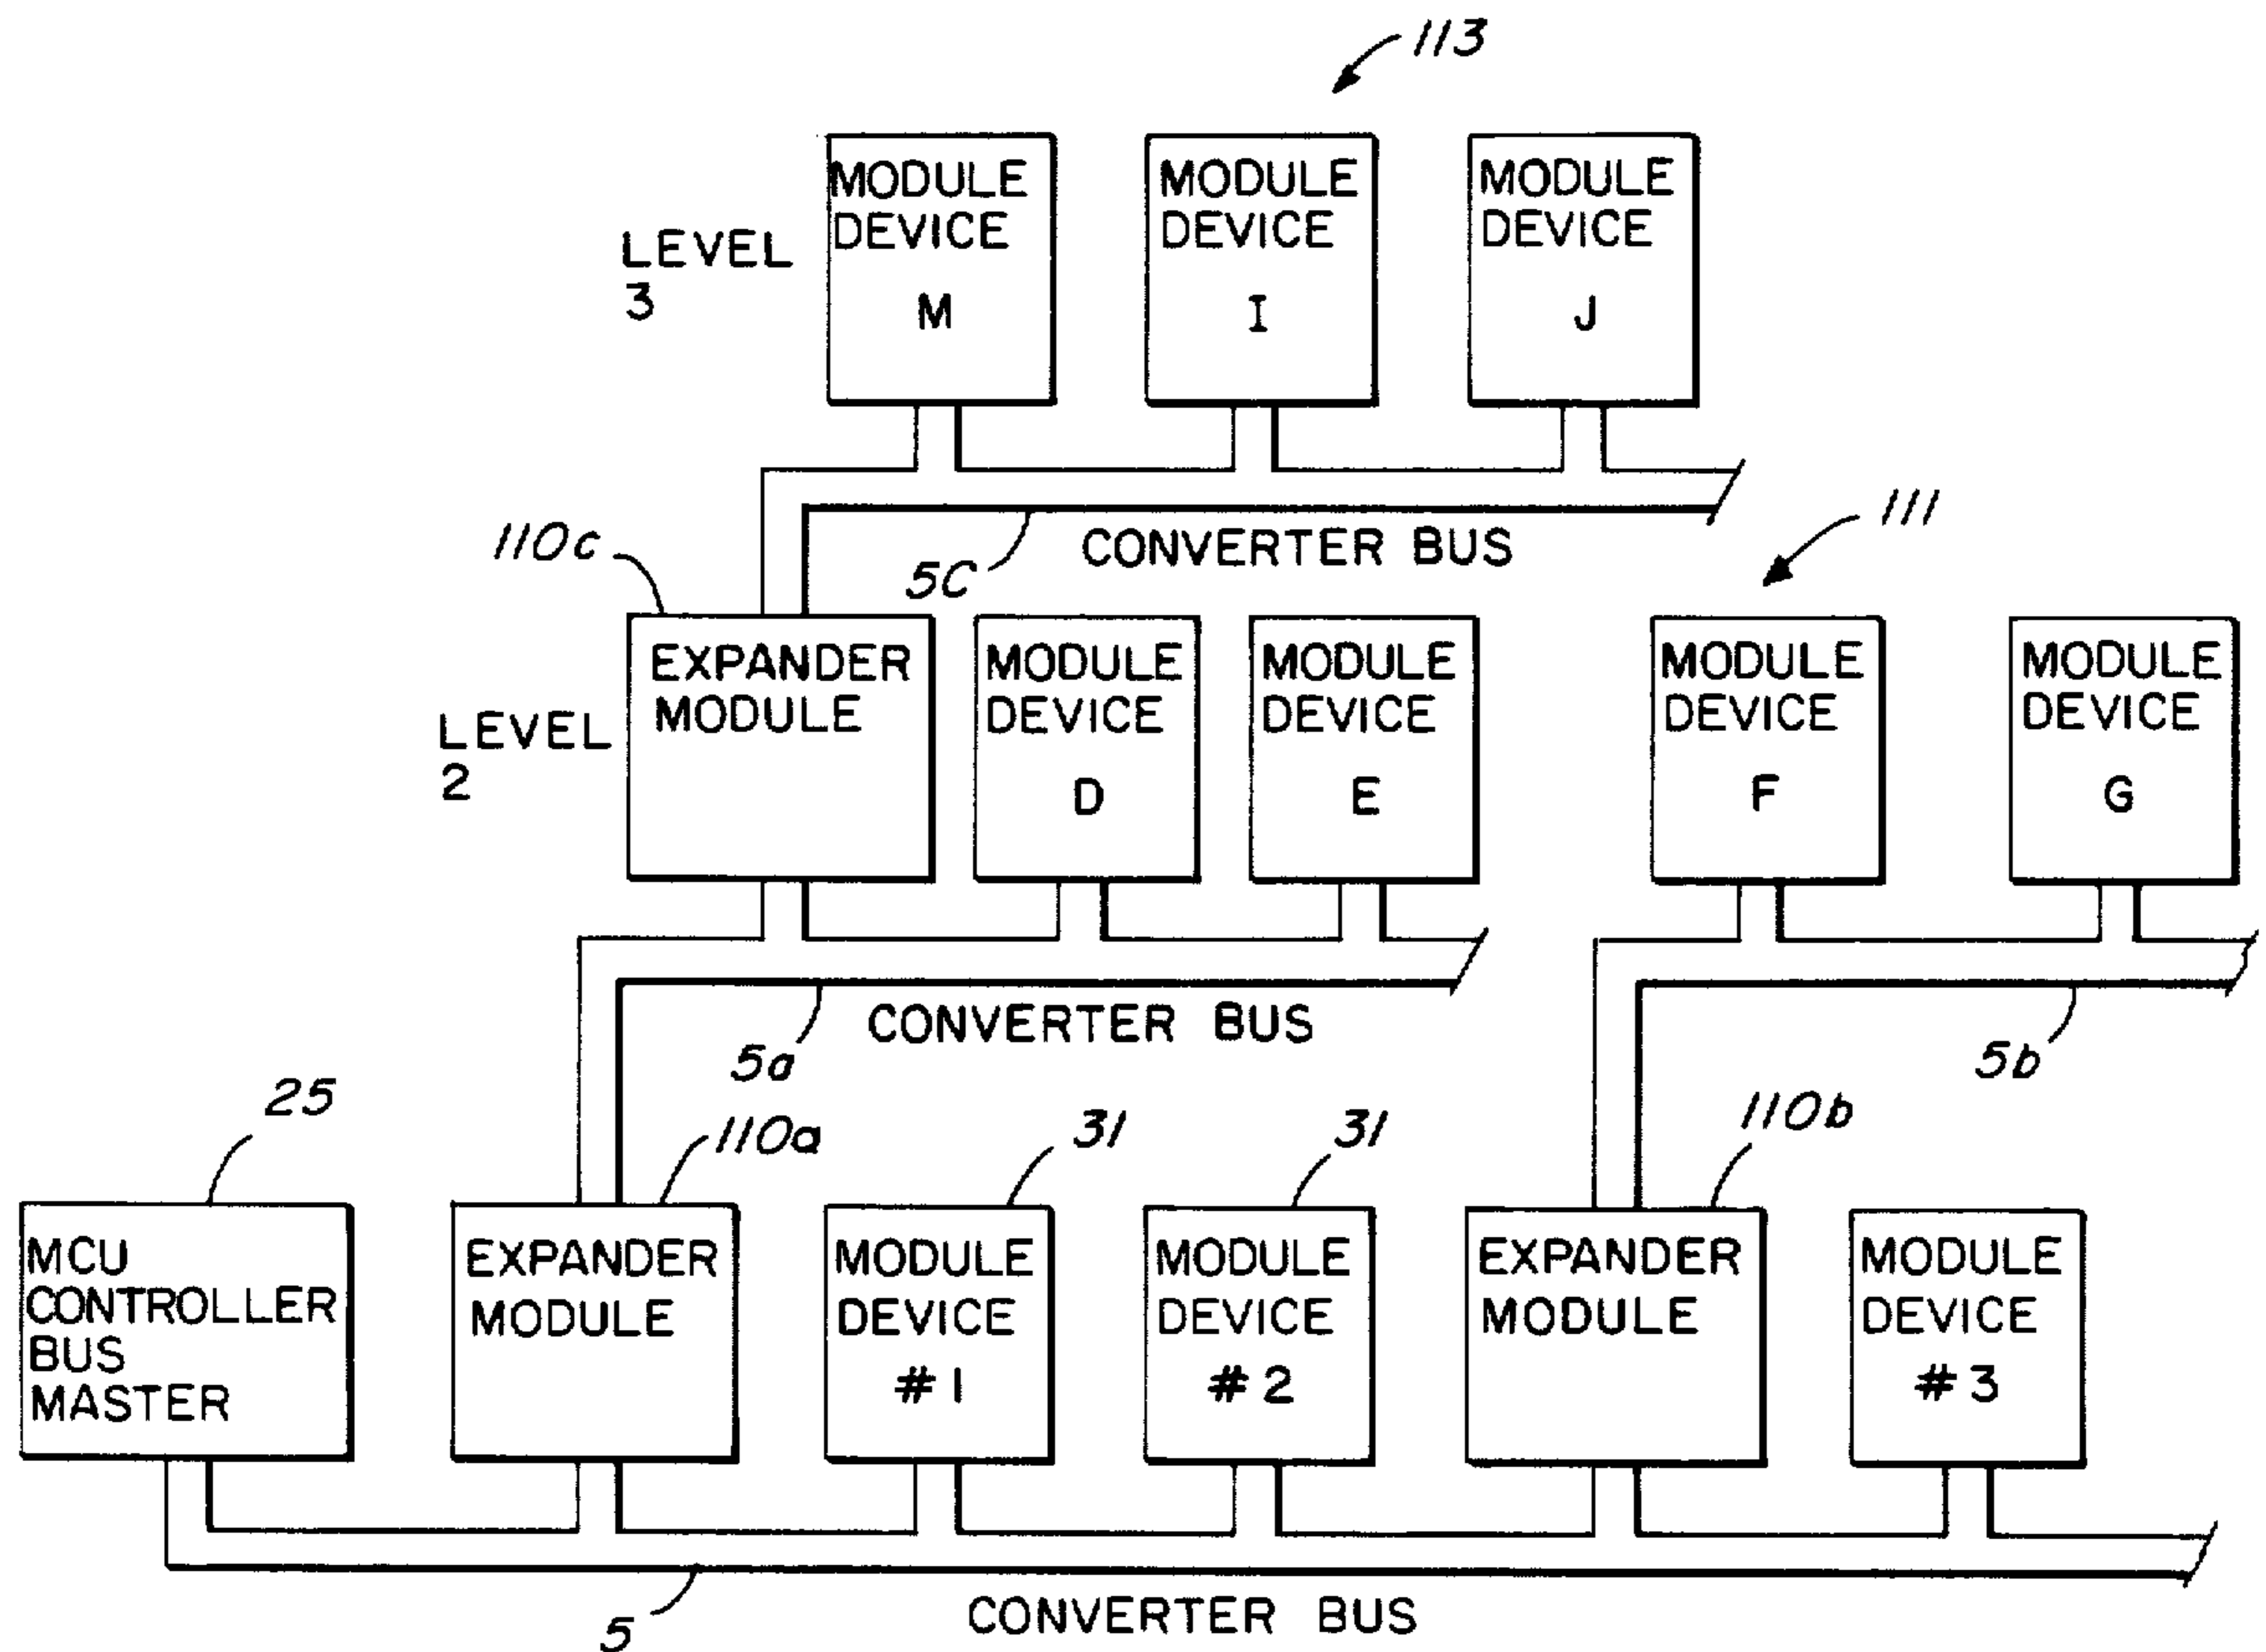 113
MODULE
DEVICE
M
MODULE
DEVICE
I
MODULE
DEVICE
J
LEVEL
3
5C
CONVERTER BUS
110c
111
LEVEL
2
EXPANDER
MODULE
MODULE
DEVICE
D
MODULE
DEVICE
E
MODULE
DEVICE
F
MODULE
DEVICE
G
5a
CONVERTER BUS
5b
25
110a
31
31
110b
MCU
CONTROLLER
BUS
MASTER
EXPANDER
MODULE
MODULE
DEVICE
#1
MODULE
DEVICE
#2
EXPANDER
MODULE
MODULE
DEVICE
#3
5
CONVERTER BUS